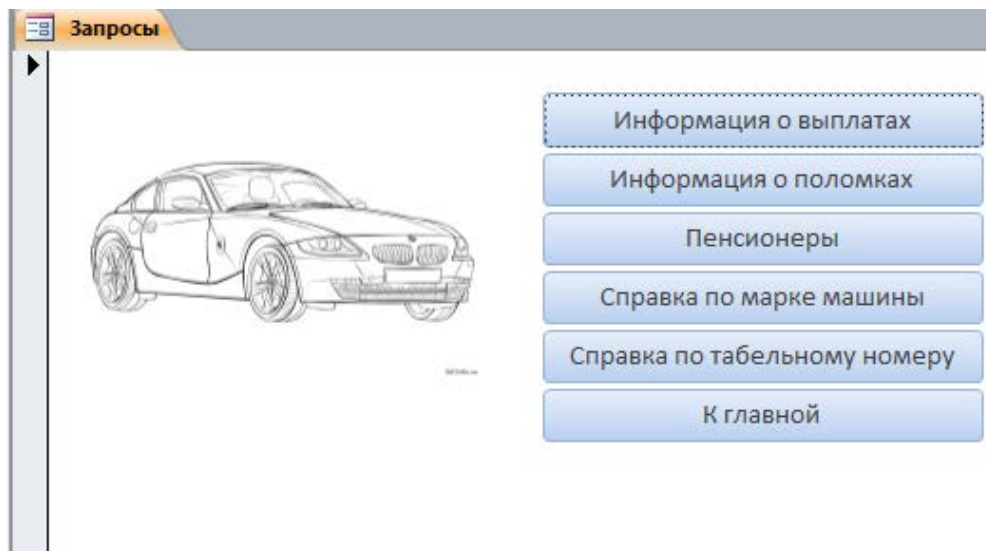 Запросы
Информация о выплатах
Информация о поломках
Пенсионеры
Справка по марке машины
Справка по табельному номеру
К главной